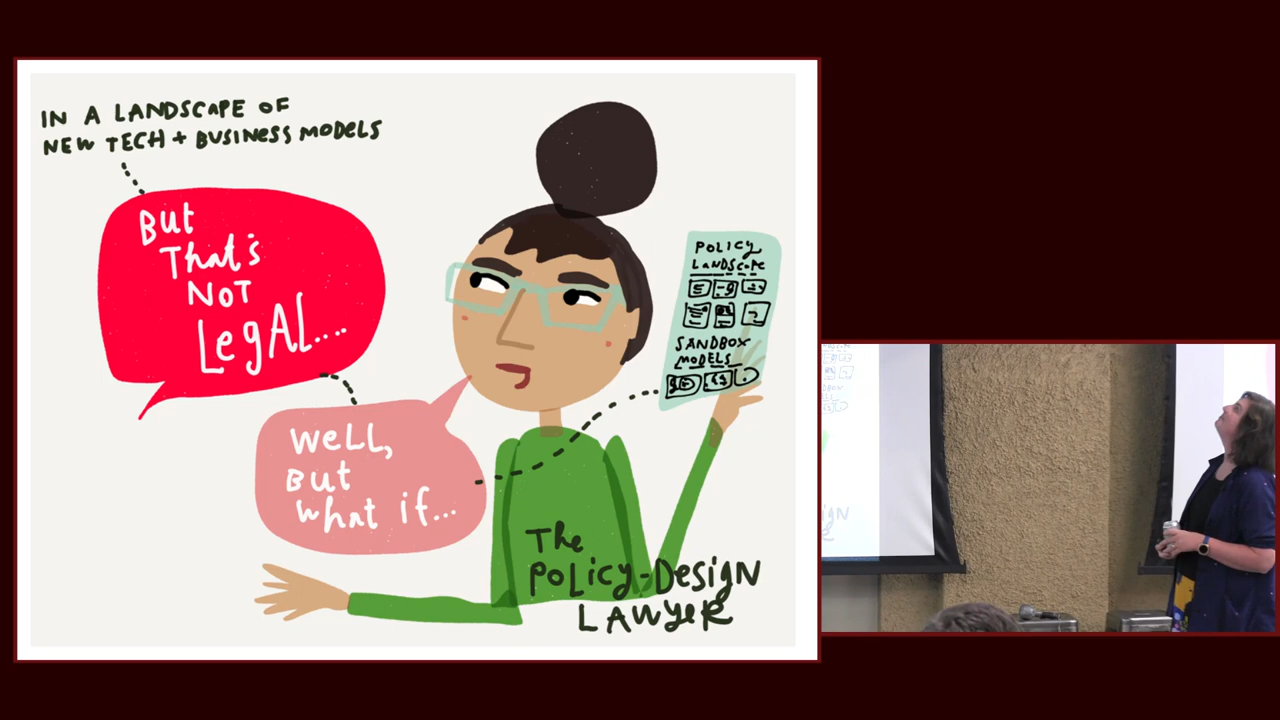 IN A LANDSCAPE OF
NEW TECH + BUSINESS MODELS
But
That's
NOT
LegAL....
Well,
But
what if...
POLICY
LANDSCAPE
SANDBOX
MODELS
The
Policy-Design
LAWyeR